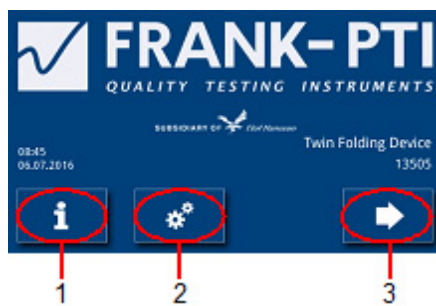 FRANK-PTI
QUALITY TESTING INSTRUMENTS
SUBSIDIARY OF
08:45
Twin Folding Device
06.07.2016
13505
i
1
2
3